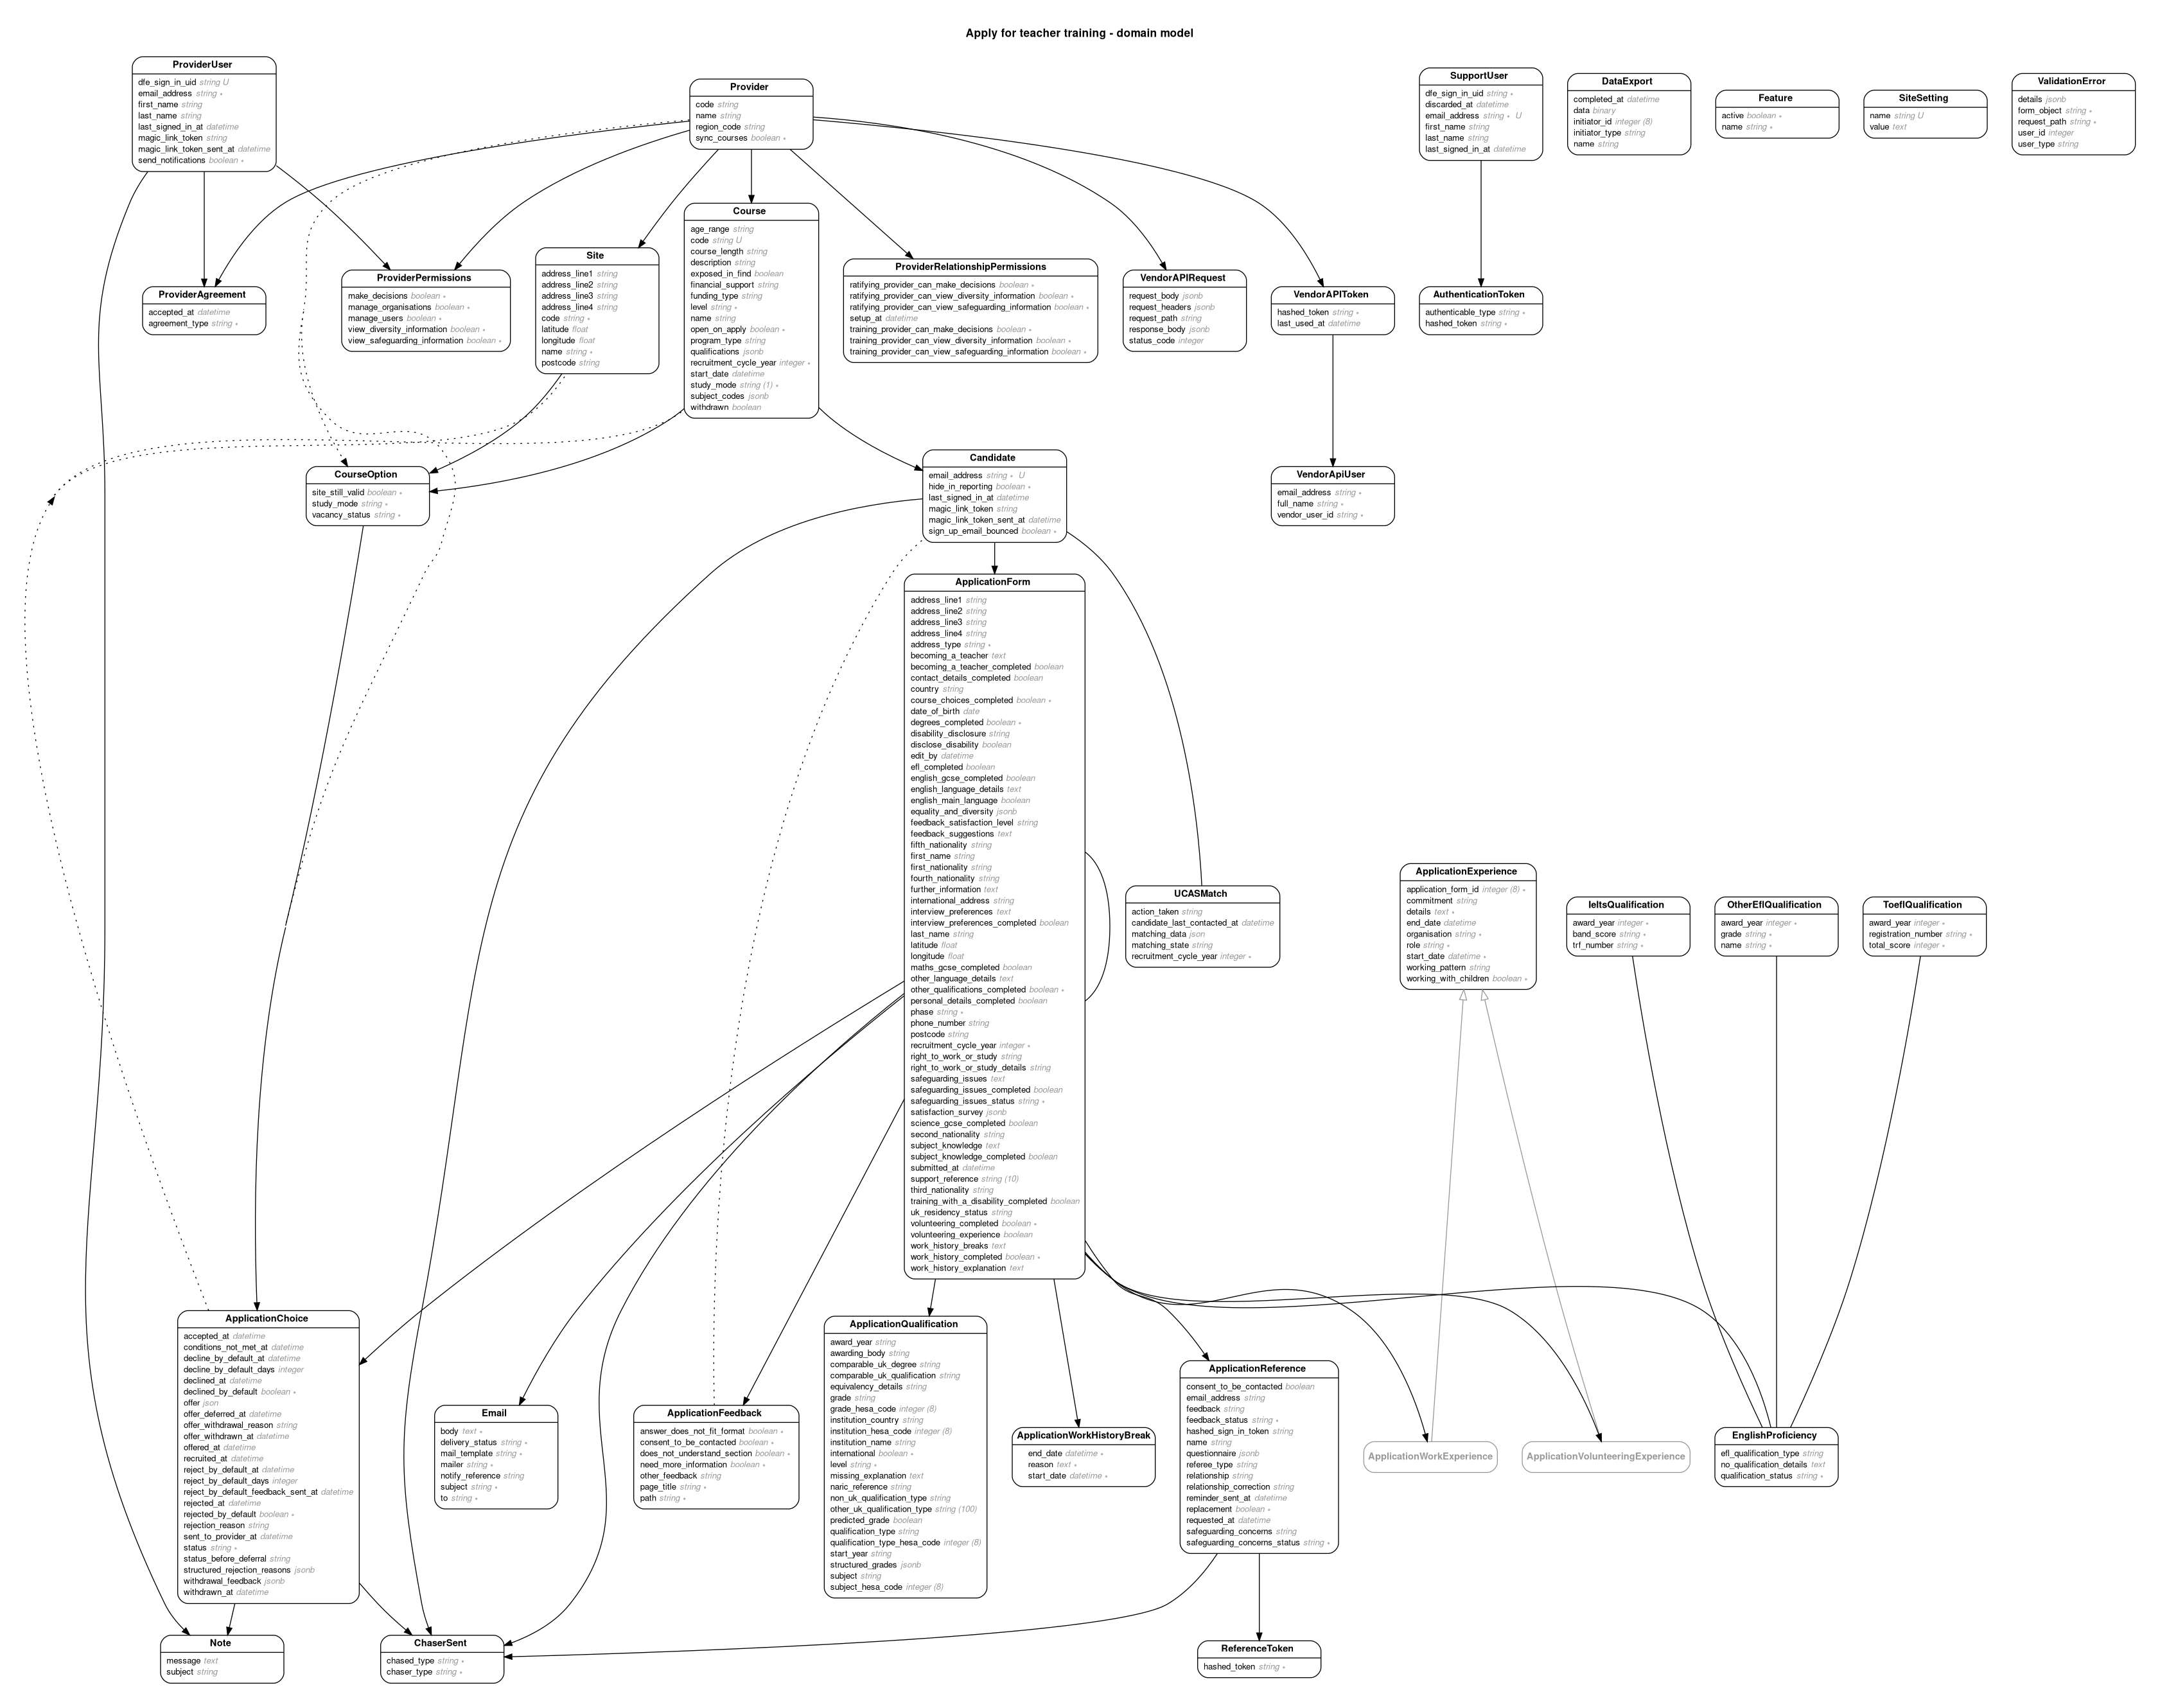 Apply for teacher training - domain model
ProviderUser
dfe_sign_in_uid string U
email_address string *
first_name string
last_name string
last_signed_in_at datetime
magic_link_token string
magic_link_token_sent_at datetime
send_notifications boolean *
Provider
code string
name string
region_code string
sync_courses boolean *
SupportUser
dfe_sign_in_uid string *
discarded_at datetime
email_address string * U
first_name string
last_name string
last_signed_in_at datetime
DataExport
completed_at datetime
data binary
initiator_id integer (8)
initiator_type string
name string
Feature
active boolean *
name string *
SiteSetting
name string U
value text
ValidationError
details jsonb
form_object string *
request_path string *
user_id integer
user_type string
ProviderAgreement
accepted_at datetime
agreement_type string *
ProviderPermissions
make_decisions boolean *
manage_organisations boolean *
manage_users boolean *
view_diversity_information boolean *
view_safeguarding_information boolean *
Site
address_line1 string
address_line2 string
address_line3 string
address_line4 string
code string *
latitude float
longitude float
name string *
postcode string
Course
age_range string
code string U
course_length string
description string
exposed_in_find boolean
financial_support string
funding_type string
level string *
name string
open_on_apply boolean *
program_type string
qualifications jsonb
recruitment_cycle_year integer *
start_date datetime
study_mode string (1) *
subject_codes jsonb
withdrawn boolean
ProviderRelationshipPermissions
ratifying_provider_can_make_decisions boolean *
ratifying_provider_can_view_diversity_information boolean *
ratifying_provider_can_view_safeguarding_information boolean *
setup_at datetime
training_provider_can_make_decisions boolean *
training_provider_can_view_diversity_information boolean *
training_provider_can_view_safeguarding_information boolean *
VendorAPIRequest
request_body jsonb
request_headers jsonb
request_path string
response_body jsonb
status_code integer
VendorAPIToken
hashed_token string *
last_used_at datetime
AuthenticationToken
authenticable_type string *
hashed_token string *
CourseOption
site_still_valid boolean *
study_mode string *
vacancy_status string *
Candidate
email_address string * U
hide_in_reporting boolean *
last_signed_in_at datetime
magic_link_token string
magic_link_token_sent_at datetime
sign_up_email_bounced boolean *
VendorApiUser
email_address string *
full_name string *
vendor_user_id string *
ApplicationForm
address_line1 string
address_line2 string
address_line3 string
address_line4 string
address_type string *
becoming_a_teacher text
becoming_a_teacher_completed boolean
contact_details_completed boolean
country string
course_choices_completed boolean *
date_of_birth date
degrees_completed boolean *
disability_disclosure string
disclose_disability boolean
edit_by datetime
efl_completed boolean
english_gcse_completed boolean
english_language_details text
english_main_language boolean
equality_and_diversity jsonb
feedback_satisfaction_level string
feedback_suggestions text
fifth_nationality string
first_name string
first_nationality string
fourth_nationality string
further_information text
international_address string
interview_preferences text
interview_preferences_completed boolean
last_name string
latitude float
longitude float
maths_gcse_completed boolean
other_language_details text
other_qualifications_completed boolean *
personal_details_completed boolean
phase string *
phone_number string
postcode string
recruitment_cycle_year integer *
right_to_work_or_study string
right_to_work_or_study_details string
safeguarding_issues text
safeguarding_issues_completed boolean
safeguarding_issues_status string *
satisfaction_survey jsonb
science_gcse_completed boolean
second_nationality string
subject_knowledge text
subject_knowledge_completed boolean
submitted_at datetime
support_reference string (10)
third_nationality string
training_with_a_disability_completed boolean
uk_residency_status string
volunteering_completed boolean *
volunteering_experience boolean
work_history_breaks text
work_history_completed boolean *
work_history_explanation text
UCASMatch
action_taken string
candidate_last_contacted_at datetime
matching_data json
matching_state string
recruitment_cycle_year integer *
ApplicationExperience
application_form_id integer (8) *
commitment string
details text *
end_date datetime
organisation string *
role string *
start_date datetime *
working_pattern string
working_with_children boolean *
IeltsQualification
award_year integer *
band_score string *
trf_number string *
OtherEflQualification
award_year integer *
grade string *
name string *
ToeflQualification
award_year integer *
registration_number string *
total_score integer *
ApplicationChoice
accepted_at datetime
conditions_not_met_at datetime
decline_by_default_at datetime
decline_by_default_days integer
declined_at datetime
declined_by_default boolean *
offer json
offer_deferred_at datetime
offer_withdrawal_reason string
offer_withdrawn_at datetime
offered_at datetime
recruited_at datetime
reject_by_default_at datetime
reject_by_default_days integer
reject_by_default_feedback_sent_at datetime
rejected_at datetime
rejected_by_default boolean *
rejection_reason string
sent_to_provider_at datetime
status string *
status_before_deferral string
structured_rejection_reasons jsonb
withdrawal_feedback jsonb
withdrawn_at datetime
Email
body text *
delivery_status string *
mail_template string *
mailer string *
notify_reference string
subject string *
to string *
ApplicationFeedback
answer_does_not_fit_format boolean *
consent_to_be_contacted boolean *
does_not_understand_section boolean *
need_more_information boolean *
other_feedback string
page_title string *
path string *
ApplicationQualification
award_year string
awarding_body string
comparable_uk_degree string
comparable_uk_qualification string
equivalency_details string
grade string
grade_hesa_code integer (8)
institution_country string
institution_hesa_code integer (8)
institution_name string
international boolean *
level string *
missing_explanation text
naric_reference string
non_uk_qualification_type string
other_uk_qualification_type string (100)
predicted_grade boolean
qualification_type string
qualification_type_hesa_code integer (8)
start_year string
structured_grades jsonb
subject string
subject_hesa_code integer (8)
ApplicationWorkHistoryBreak
end_date datetime *
reason text *
start_date datetime *
ApplicationReference
consent_to_be_contacted boolean
email_address string
feedback string
feedback_status string *
hashed_sign_in_token string
name string
questionnaire jsonb
referee_type string
relationship string
relationship_correction string
reminder_sent_at datetime
replacement boolean *
requested_at datetime
safeguarding_concerns string
safeguarding_concerns_status string *
ApplicationWorkExperience
ApplicationVolunteeringExperience
EnglishProficiency
efl_qualification_type string
no_qualification_details text
qualification_status string *
Note
message text
subject string
ChaserSent
chased_type string *
chaser_type string *
ReferenceToken
hashed_token string *